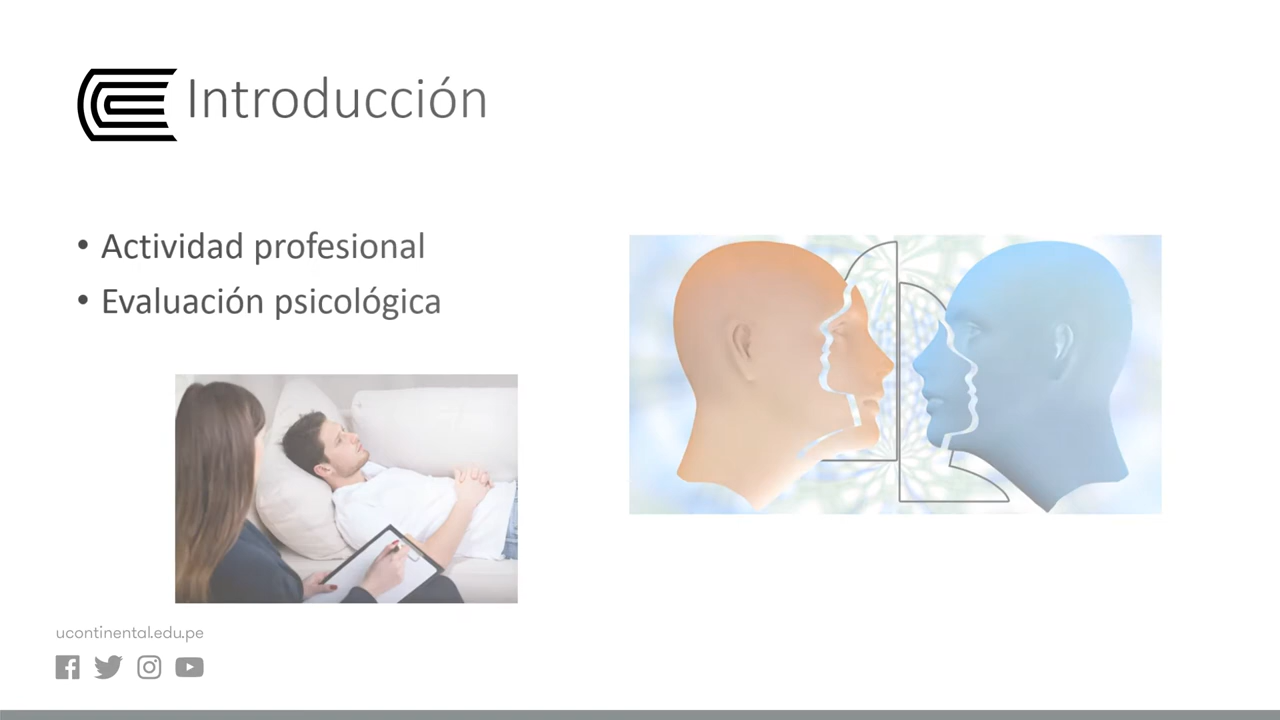 Introducción
• Actividad profesional
• Evaluación psicológica
ucontinental.edu.pe